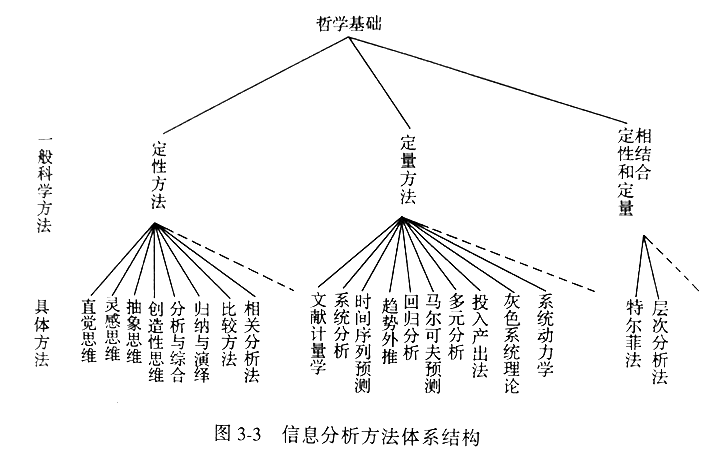 哲学基础
一般科学方法
定性方法
定量方法
相结合
定性和定量
具体方法
直觉思维
灵感思维
抽象思维
创造性思维
分析与综合
归纳与演绎
比较方法
相关分析法
文献计量学
系统分析
时间序列预测
趋势外推
回归分析
马尔可夫预测
多元分析
投入产出法
灰色系统理论
系统动力学
特尔菲法
层次分析法
图 3-3 信息分析方法体系结构